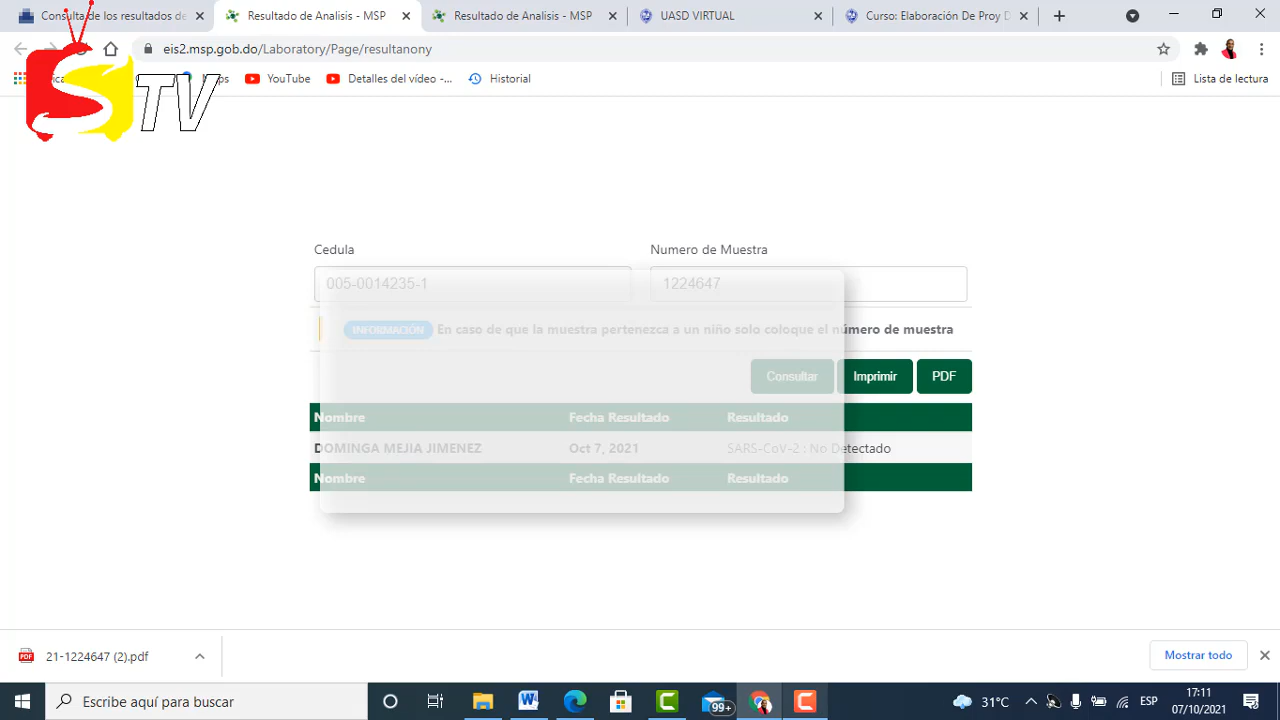 Consulta de los resultados de
Resultado de Analisis - MSP
Resultado de Analisis - MSP
UASD VIRTUAL
Curso: Elaboración De Proy D
eis2.msp.gob.do/Laboratory/Page/resultanony
YouTube
Detalles del vídeo -...
Historial
Lista de lectura
STV
Cedula
Numero de Muestra
005-0014235-1
1224647
INFORMACIÓN En caso de que la muestra pertenezca a un niño solo coloque el número de muestra
Consultar
Imprimir
PDF
Nombre Fecha Resultado Resultado
DOMINGA MEJIA JIMENEZ Oct 7, 2021 SARS-CoV-2 : No Detectado
Nombre Fecha Resultado Resultado
21-1224647 (2).pdf
Mostrar todo
Escribe aquí para buscar
99+
31°C
ESP
17:11
07/10/2021